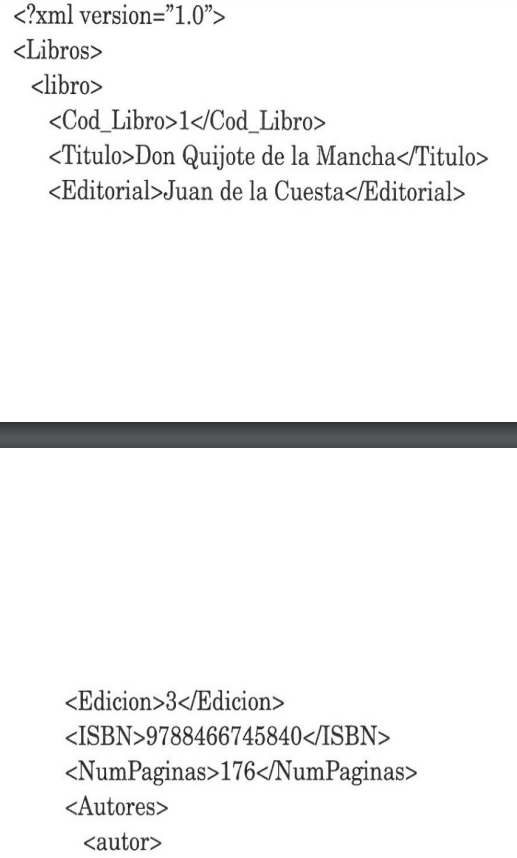 <?xml version=”1.0”>
<Libros>
<libro>
<Cod_Libro>1</Cod_Libro>
<Titulo>Don Quijote de la Mancha</Titulo>
<Editorial>Juan de la Cuesta</Editorial>
<Edicion>3</Edicion>
<ISBN>9788466745840</ISBN>
<NumPaginas>176</NumPaginas>
<Autores>
<autor>